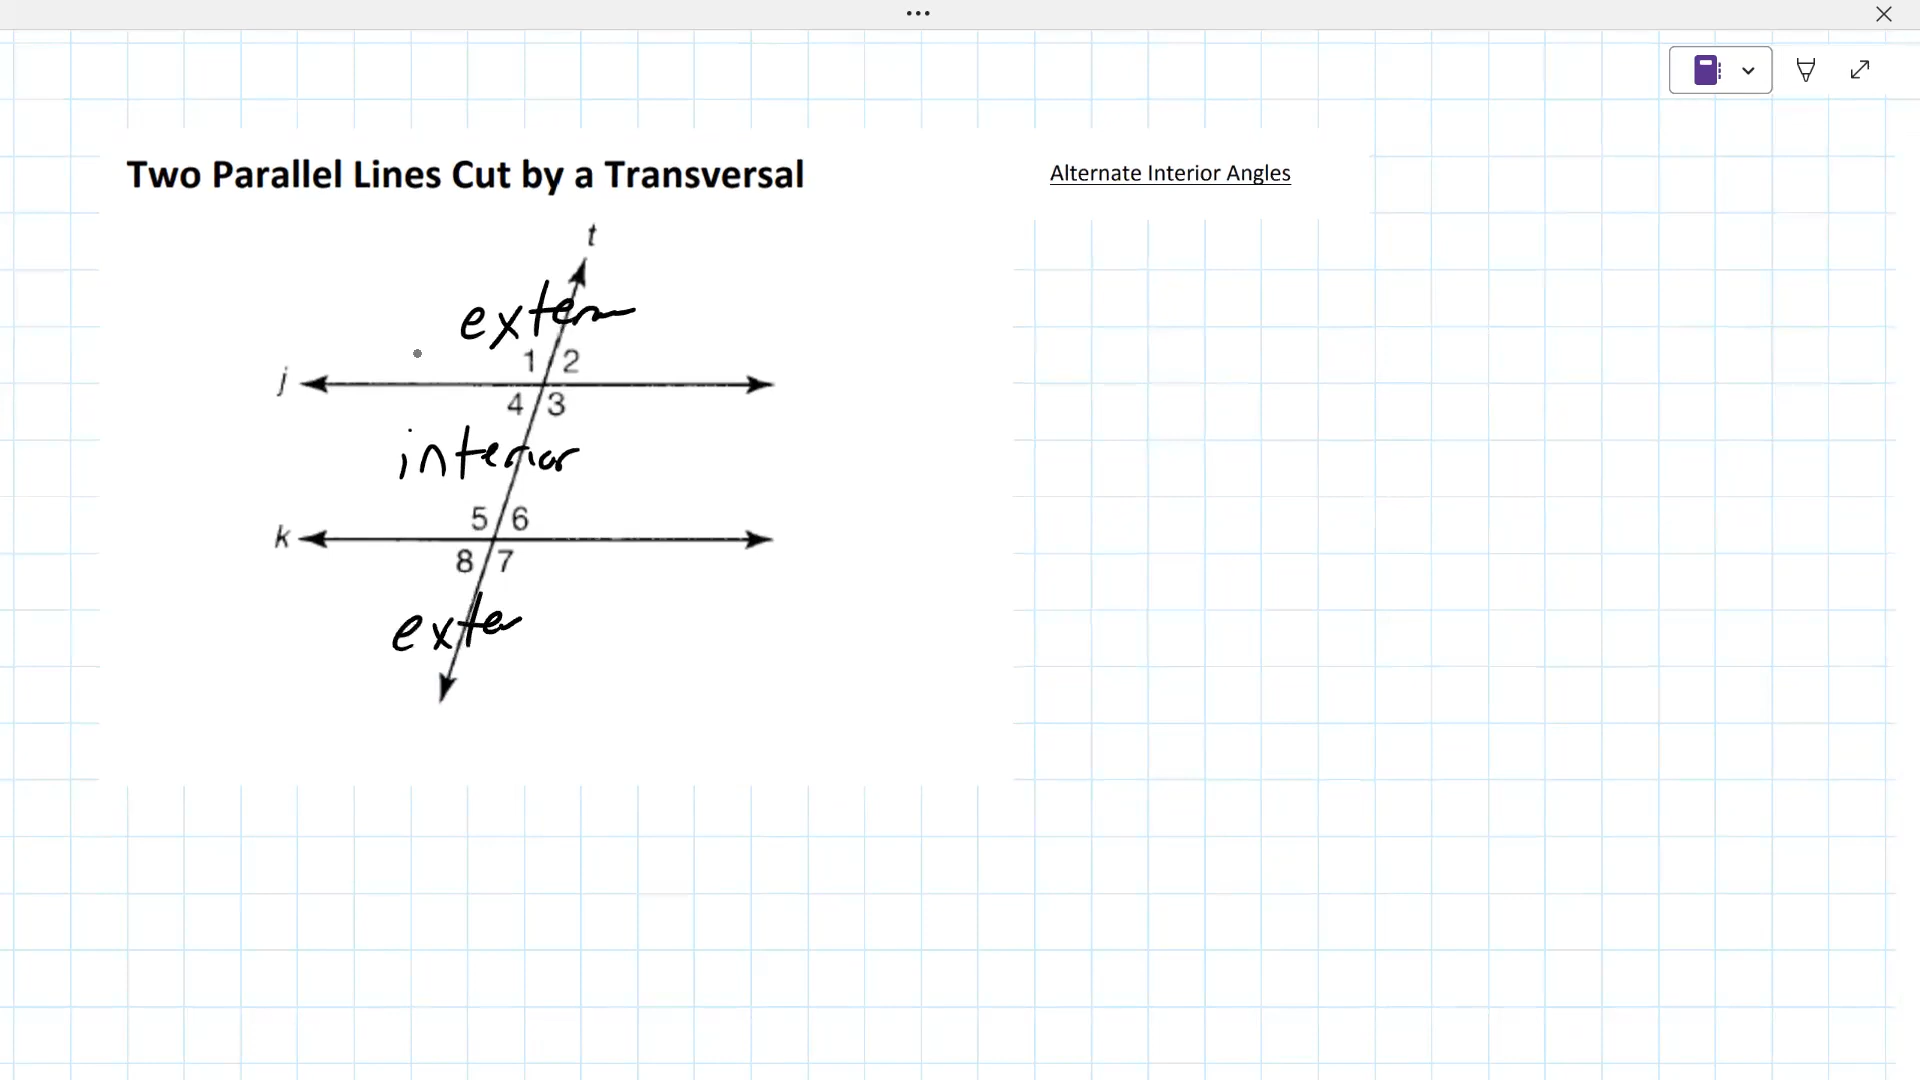 Two Parallel Lines Cut by a Transversal
Alternate Interior Angles
t
exter
1 2
j
4 3
interior
5 6
k
8 7
exte